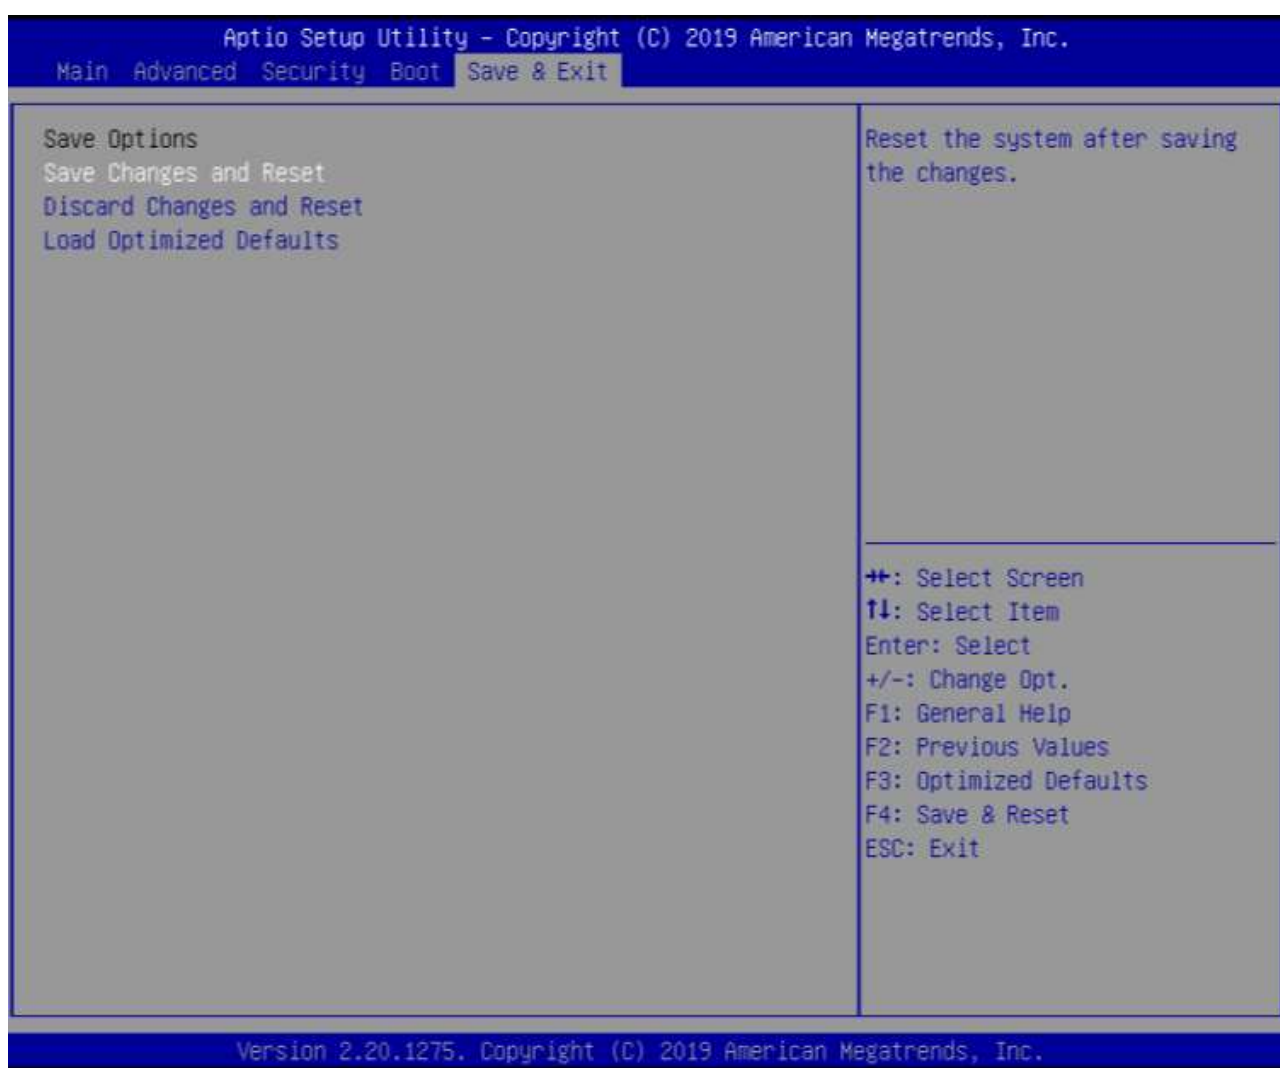 Aptio Setup Utility – Copyright (C) 2019 American Megatrends, Inc.
Main Advanced Security Boot Save & Exit
Save Options
Save Changes and Reset
Discard Changes and Reset
Load Optimized Defaults
Reset the system after saving
the changes.
→←: Select Screen
↑↓: Select Item
Enter: Select
+/-: Change Opt.
F1: General Help
F2: Previous Values
F3: Optimized Defaults
F4: Save & Reset
ESC: Exit
Version 2.20.1275. Copyright (C) 2019 American Megatrends, Inc.